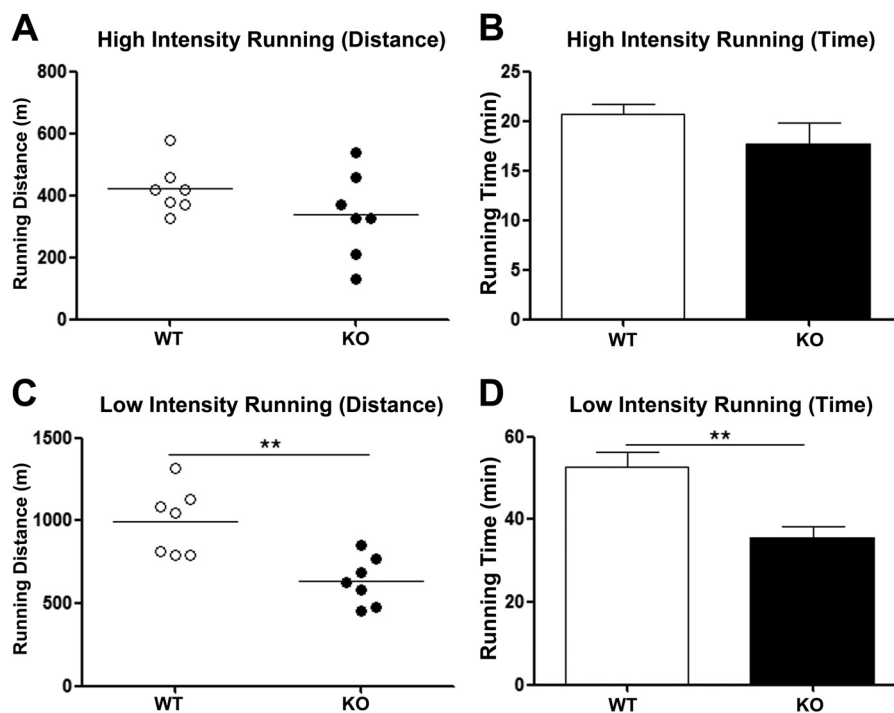 A
High Intensity Running (Distance)
Running Distance (m)
800
600
400
200
0
WT KO
B
High Intensity Running (Time)
Running Time (min)
25
20
15
10
5
0
WT KO
C
Low Intensity Running (Distance)
Running Distance (m)
1500
1000
500
0
**
WT KO
D
Low Intensity Running (Time)
Running Time (min)
60
40
20
0
**
WT KO